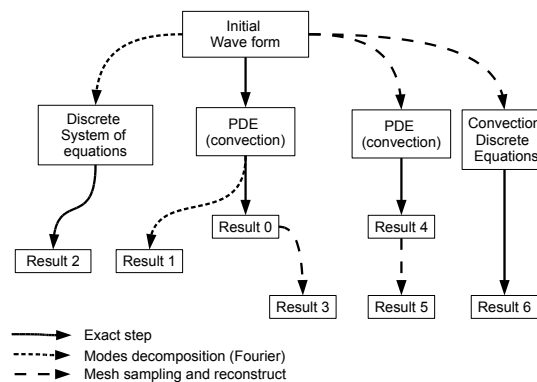 Initial
Wave form
Discrete
System of
equations
PDE
(convection)
PDE
(convection)
Convection
Discrete
Equations
Result 0
Result 4
Result 2
Result 1
Result 3
Result 5
Result 6
Exact step
Modes decomposition (Fourier)
Mesh sampling and reconstruct